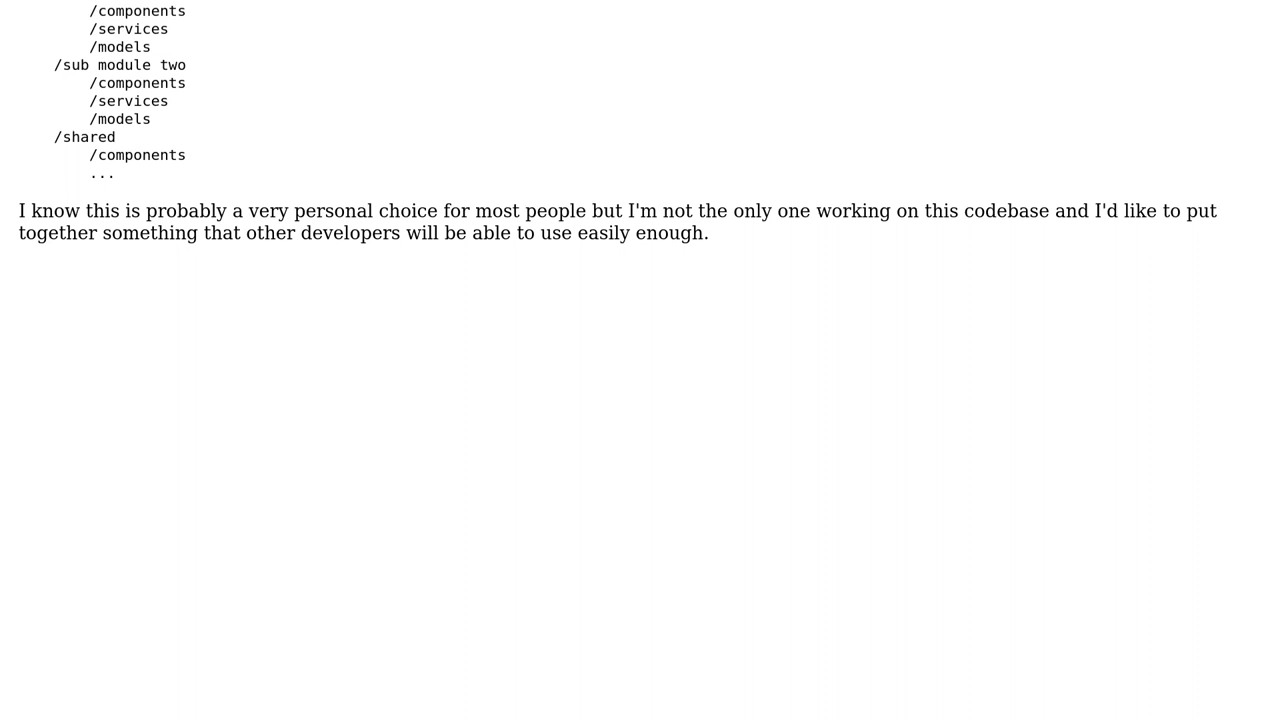 /components
/services
/models
/sub module two
/components
/services
/models
/shared
/components
...
I know this is probably a very personal choice for most people but I'm not the only one working on this codebase and I'd like to put
together something that other developers will be able to use easily enough.